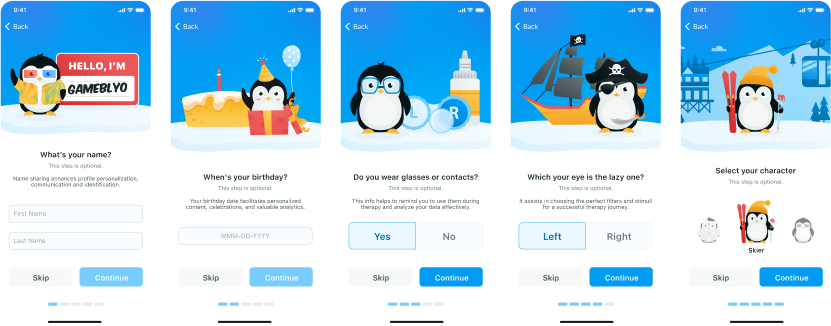 9:41
Back
HELLO, I'M
GAMEBLYO
What's your name?
This step is optional.
Name sharing enhances profile personalization,
communication and identification.
First Name
Last Name
Skip
Continue
9:41
Back
When's your birthday?
This step is optional.
Your birthday date facilitates personalized
content, celebrations, and valuable analytics.
MMM-DD-YYYY
Skip
Continue
9:41
Back
L
R
Do you wear glasses or contacts?
This step is optional.
This info helps to remind you to use them during
therapy and analyze your data effectively.
Yes
No
Skip
Continue
9:41
Back
Which your eye is the lazy one?
This step is optional.
It assists in choosing the perfect filters and stimuli
for a successful therapy journey.
Left
Right
Skip
Continue
9:41
Back
Select your character
This step is optional.
Skier
Skip
Continue